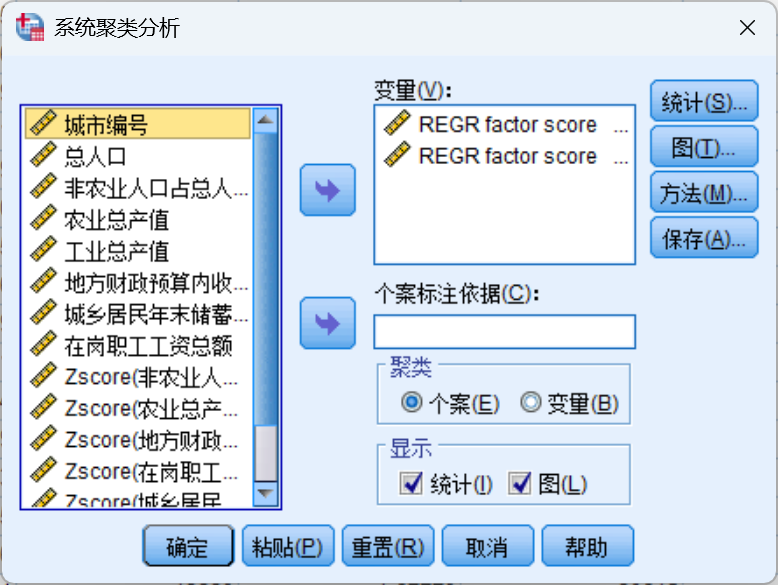 系统聚类分析
城市编号
总人口
非农业人口占总人...
农业总产值
工业总产值
地方财政预算内收...
城乡居民年末储蓄...
在岗职工工资总额
Zscore(非农业人...
Zscore(农业总产...
Zscore(地方财政...
Zscore(在岗职工...
Zscore(城乡居民
变量(V):
REGR factor score ...
REGR factor score ...
个案标注依据(C):
聚类
个案(E) 变量(B)
显示
统计(I) 图(L)
统计(S)...
图(T)...
方法(M)...
保存(A)...
确定 粘贴(P) 重置(R) 取消 帮助